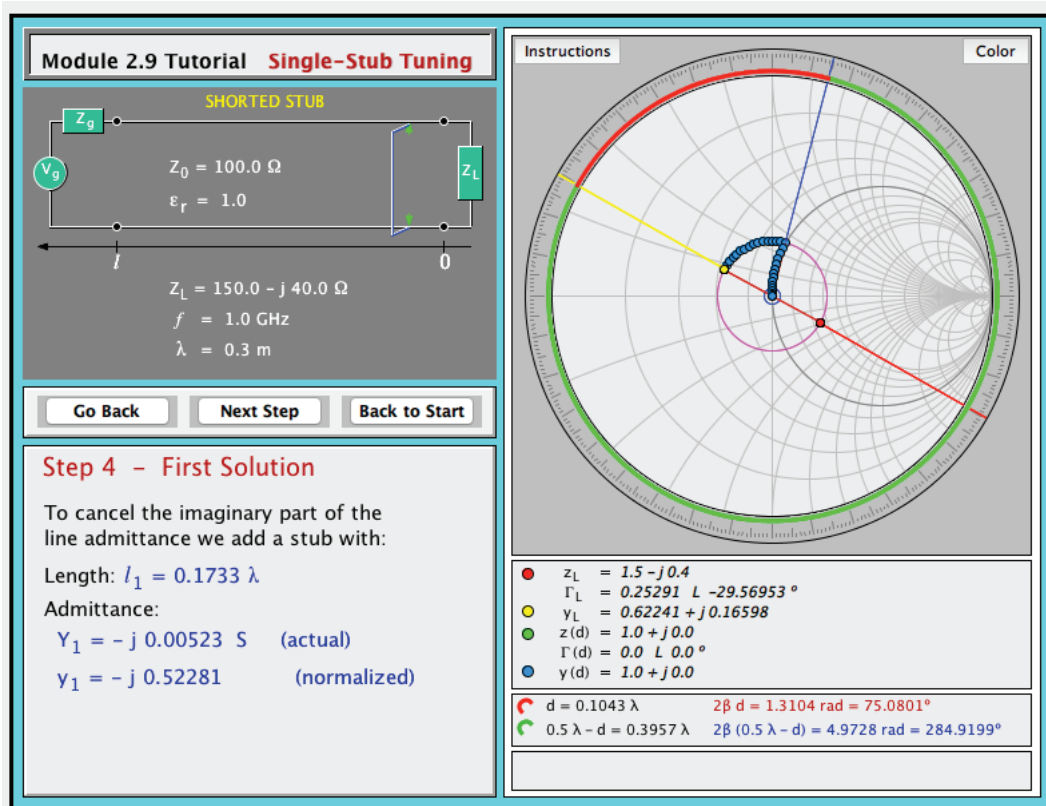 Module 2.9 Tutorial Single-Stub Tuning
SHORTED STUB
Zg
Vg
Z0 = 100.0 Ω
εr = 1.0
ZL
l
0
ZL = 150.0 - j 40.0 Ω
f = 1.0 GHz
λ = 0.3 m
Go Back
Next Step
Back to Start
Step 4 – First Solution
To cancel the imaginary part of the
line admittance we add a stub with:
Length: l1 = 0.1733 λ
Admittance:
Y1 = - j 0.00523 S (actual)
y1 = - j 0.52281 (normalized)
Instructions
Color
zL = 1.5 - j 0.4
ΓL = 0.25291 L -29.56953 º
yL = 0.62241 + j 0.16598
z (d) = 1.0 + j 0.0
Γ (d) = 0.0 L 0.0 º
y (d) = 1.0 + j 0.0
d = 0.1043 λ 2β d = 1.3104 rad = 75.0801º
0.5 λ - d = 0.3957 λ 2β (0.5 λ - d) = 4.9728 rad = 284.9199º